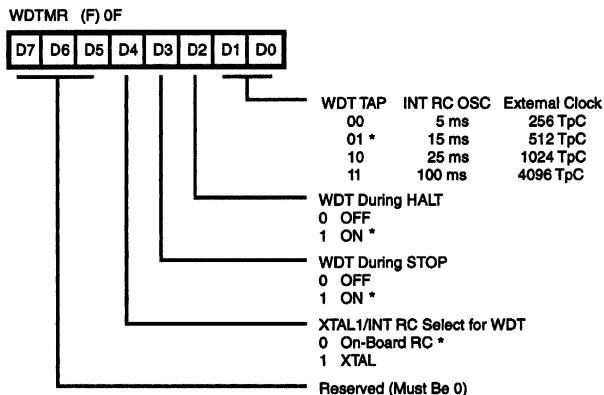 WDTMR (F) 0F
D7 D6 D5 D4 D3 D2 D1 D0
WDT TAP INT RC OSC External Clock
00 5 ms 256 TpC
01 * 15 ms 512 TpC
10 25 ms 1024 TpC
11 100 ms 4096 TpC
WDT During HALT
0 OFF
1 ON *
WDT During STOP
0 OFF
1 ON *
XTAL1/INT RC Select for WDT
0 On-Board RC *
1 XTAL
Reserved (Must Be 0)